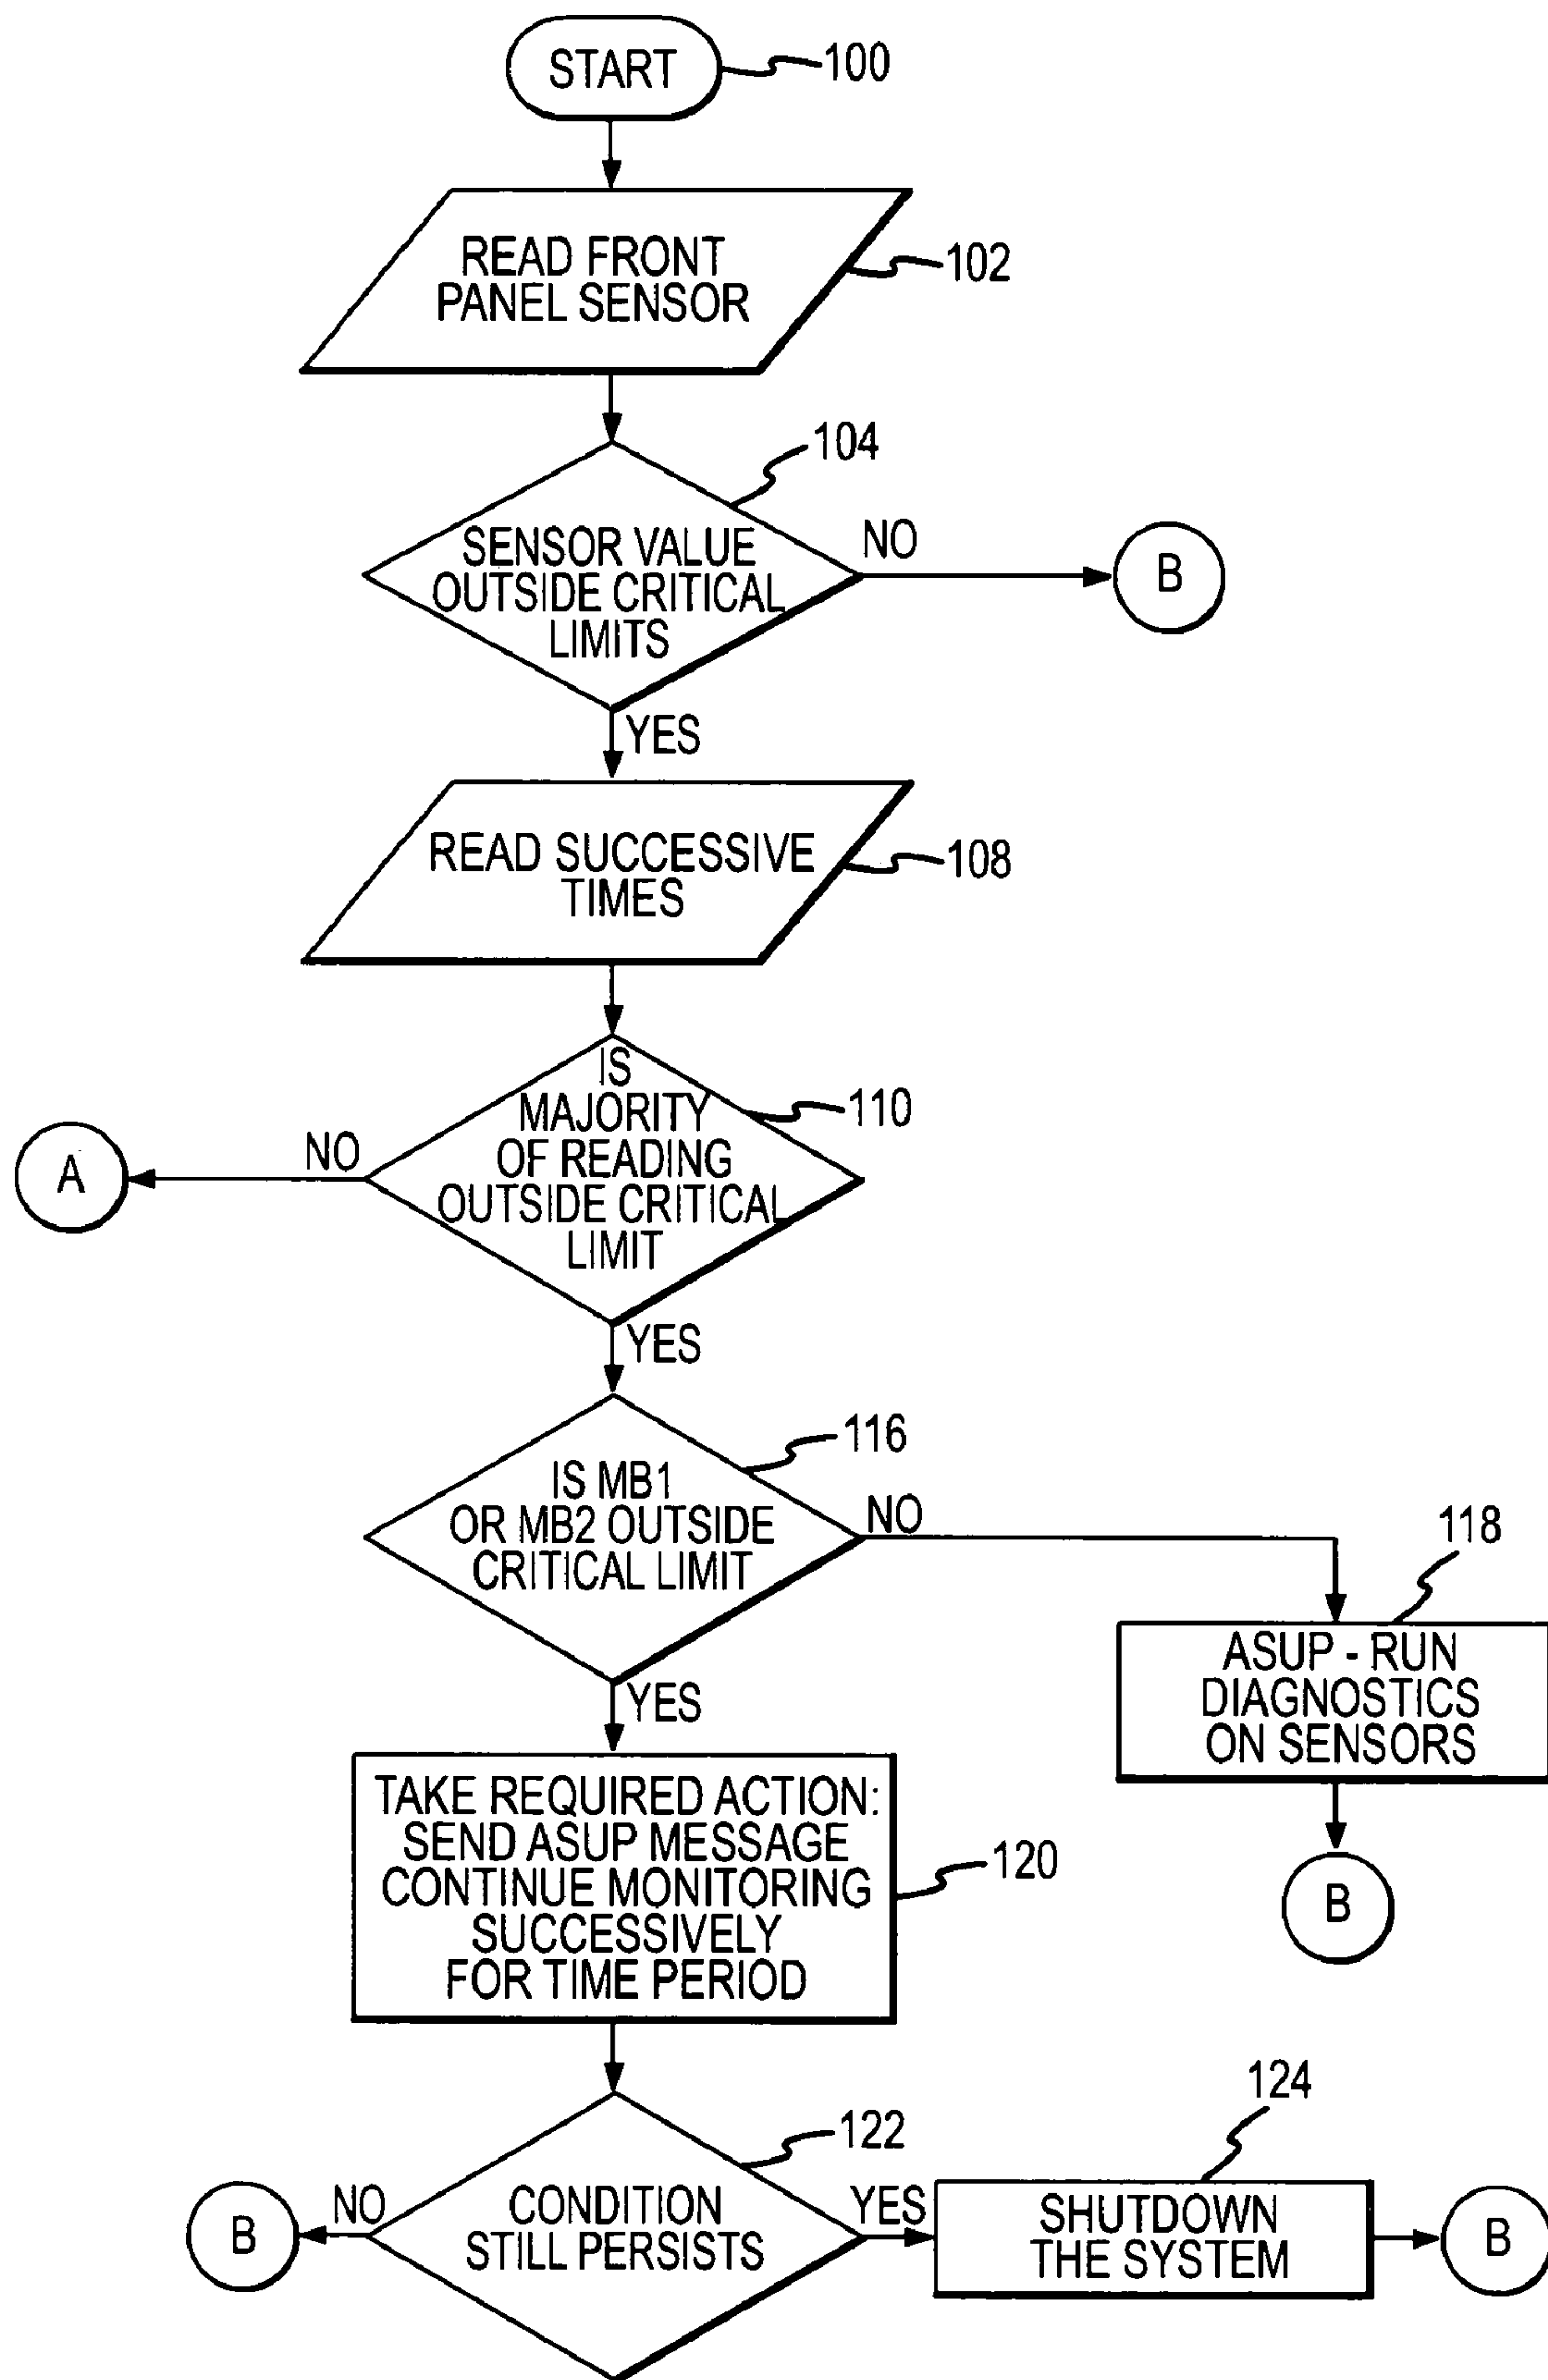 START
100
READ FRONT
PANEL SENSOR
102
104
SENSOR VALUE
OUTSIDE CRITICAL
LIMITS
NO
B
YES
READ SUCCESSIVE
TIMES
108
IS
MAJORITY
OF READING
OUTSIDE CRITICAL
LIMIT
110
NO
A
YES
116
IS MB1
OR MB2 OUTSIDE
CRITICAL LIMIT
NO
118
ASUP - RUN
DIAGNOSTICS
ON SENSORS
B
YES
TAKE REQUIRED ACTION:
SEND ASUP MESSAGE
CONTINUE MONITORING
SUCCESSIVELY
FOR TIME PERIOD
120
122
CONDITION
STILL PERSISTS
NO
B
YES
124
SHUTDOWN
THE SYSTEM
B